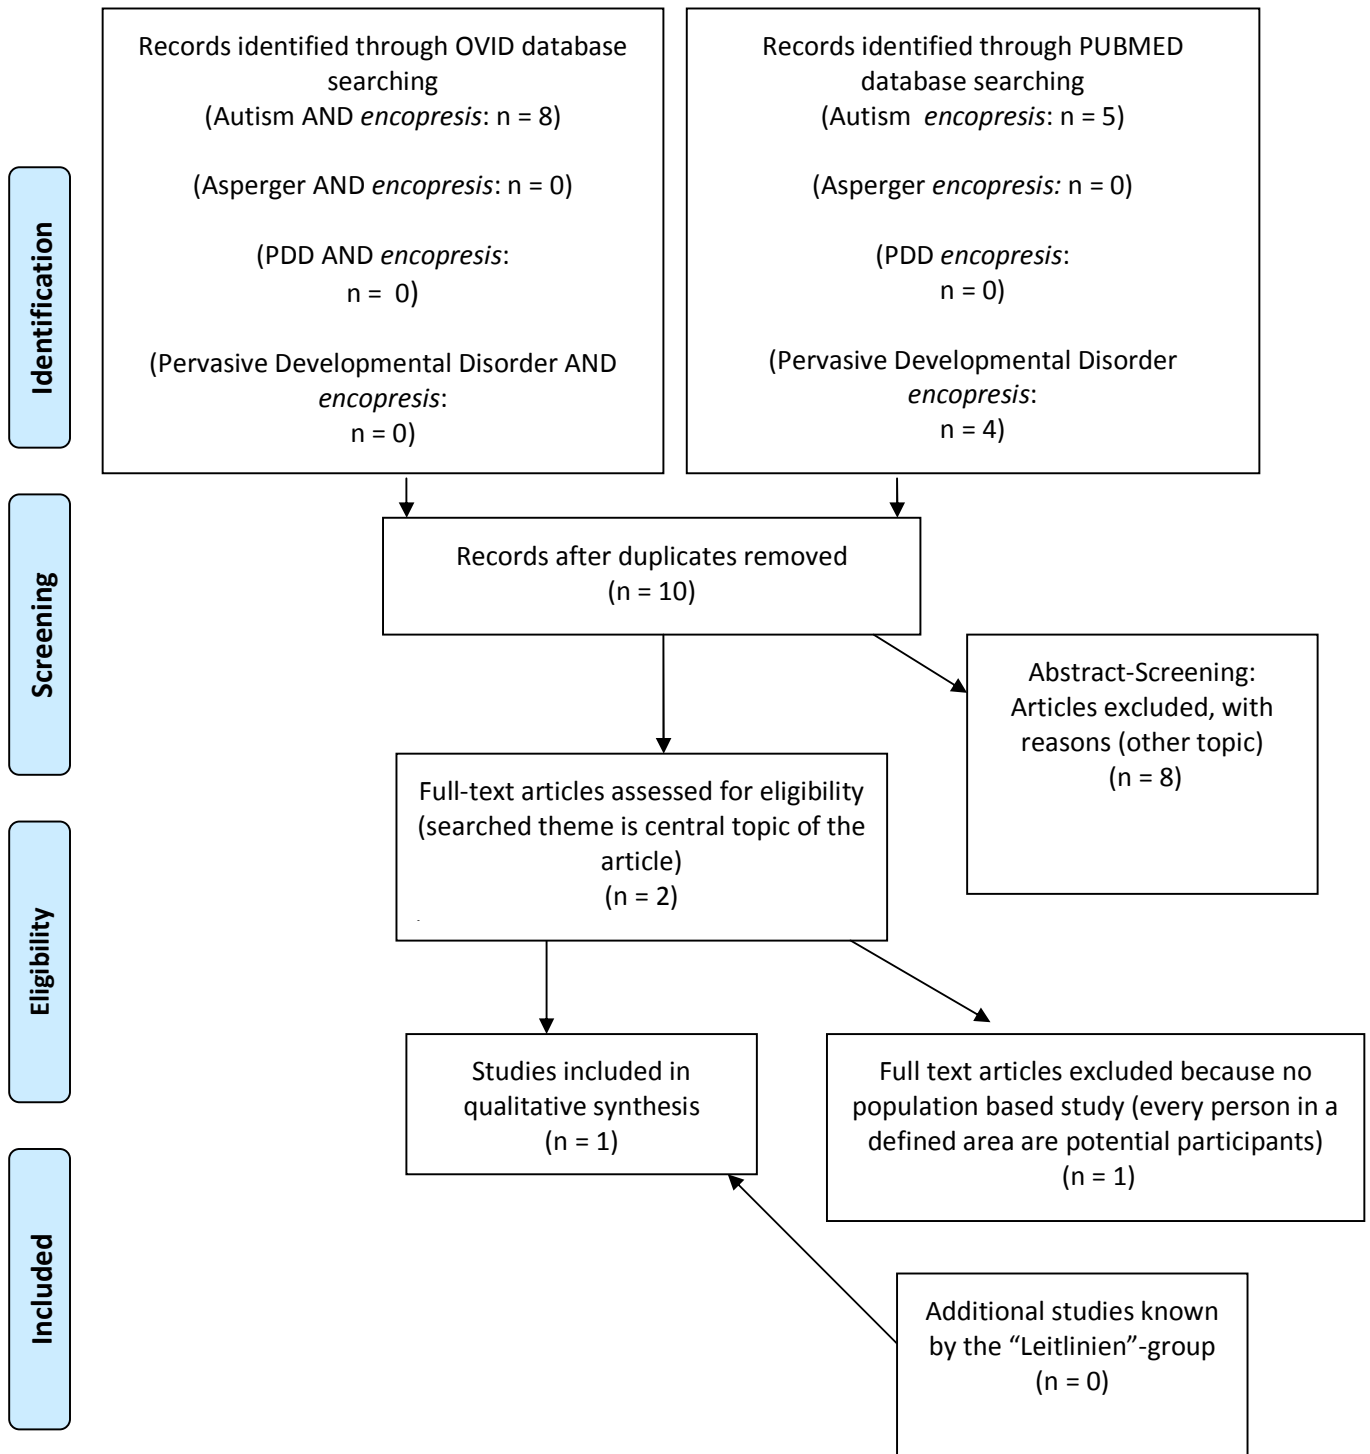 Records identified through OVID database
searching
(Autism AND encopresis: n = 8)
(Asperger AND encopresis: n = 0)
(PDD AND encopresis:
n =  0)
(Pervasive Developmental Disorder AND
encopresis:
n = 0)
Records identified through PUBMED
database searching
(Autism  encopresis: n = 5)
(Asperger encopresis: n = 0)
(PDD encopresis:
n = 0)
(Pervasive Developmental Disorder
encopresis:
n = 4)
Identification
Records after duplicates removed
(n = 10)
Screening
Abstract-Screening:
Articles excluded, with
reasons (other topic)
(n = 8)
Full-text articles assessed for eligibility
(searched theme is central topic of the
article)
(n = 2)
Eligibility
Studies included in
qualitative synthesis
(n = 1)
Full text articles excluded because no
population based study (every person in a
defined area are potential participants)
(n = 1)
Included
Additional studies known
by the “Leitlinien”-group
(n = 0)